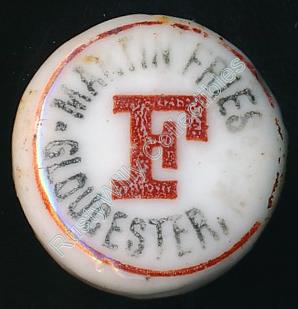 MARTIN FRIES
F
GLOUCESTER,